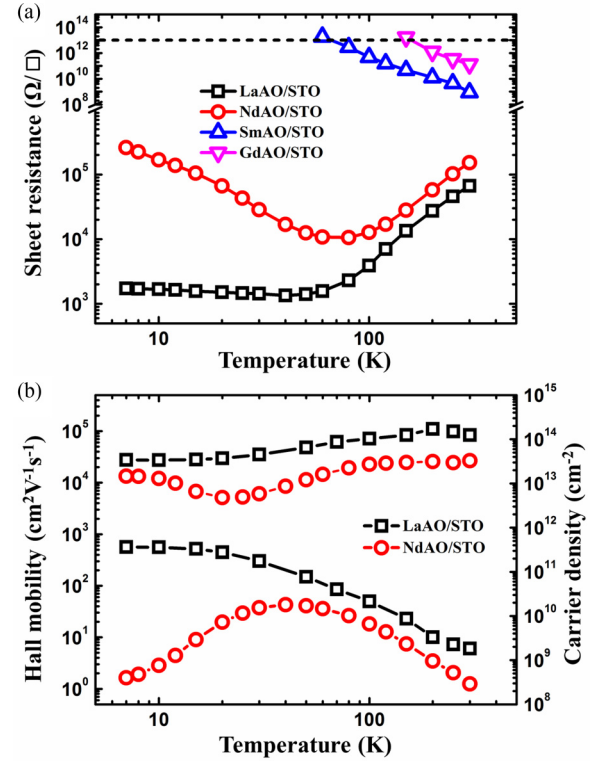 (a)
10^14
10^12
10^10
10^8
10^5
10^4
10^3
Sheet resistance (Ω/□)
LaAO/STO
NdAO/STO
SmAO/STO
GdAO/STO
10
100
Temperature (K)
(b)
10^5
10^4
10^3
10^2
10^1
10^0
Hall mobility (cm^2V^-1s^-1)
LaAO/STO
NdAO/STO
10^15
10^14
10^13
10^12
10^11
10^10
10^9
10^8
Carrier density (cm^-2)
10
100
Temperature (K)